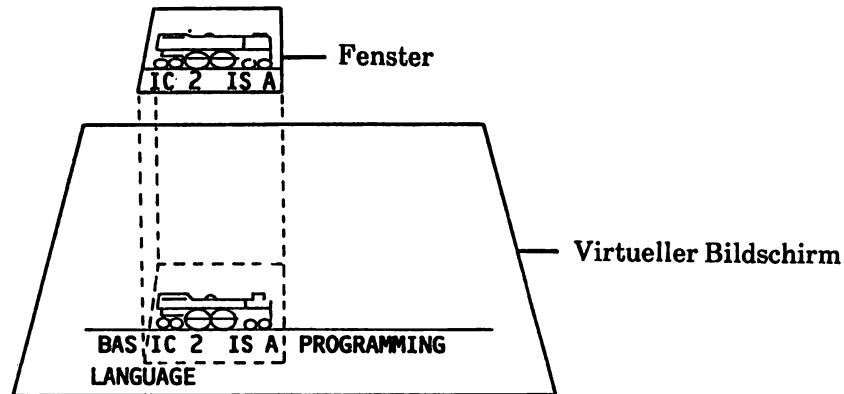 Fenster
IC 2 IS A
Virtueller Bildschirm
BAS IC 2 IS A PROGRAMMING
LANGUAGE